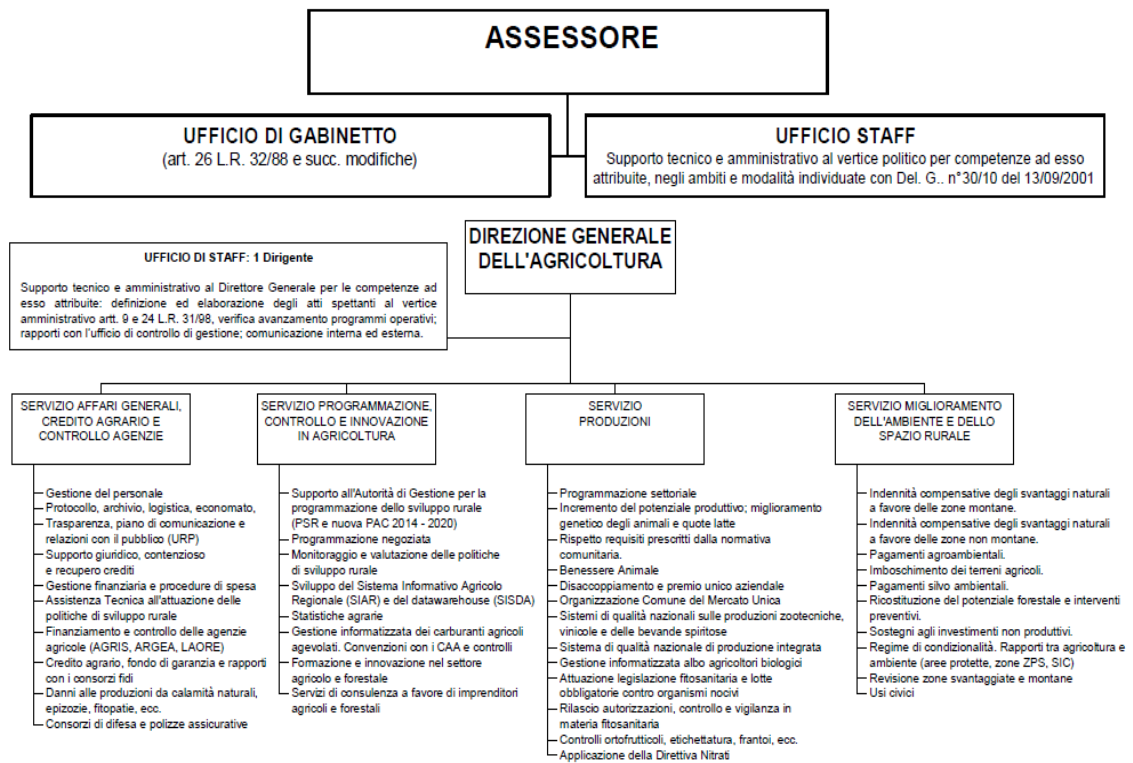 ASSESSORE
UFFICIO DI GABINETTO
(art. 26 L.R. 32/88 e succ. modifiche)
UFFICIO STAFF
Supporto tecnico e amministrativo al vertice politico per competenze ad esso
attribuite, negli ambiti e modalità individuate con Del. G.. n°30/10 del 13/09/2001
DIREZIONE GENERALE
DELL'AGRICOLTURA
UFFICIO DI STAFF: 1 Dirigente
Supporto tecnico e amministrativo al Direttore Generale per le competenze ad
esso attribuite: definizione ed elaborazione degli atti spettanti al vertice
amministrativo artt. 9 e 24 L.R. 31/98, verifica avanzamento programmi operativi;
rapporti con l'ufficio di controllo di gestione; comunicazione interna ed esterna.
SERVIZIO AFFARI GENERALI,
CREDITO AGRARIO E
CONTROLLO AGENZIE
Gestione del personale
Protocollo, archivio, logistica, economato,
Trasparenza, piano di comunicazione e
relazioni con il pubblico (URP)
Supporto giuridico, contenzioso
e recupero crediti
Gestione finanziaria e procedure di spesa
Assistenza Tecnica all'attuazione delle
politiche di sviluppo rurale
Finanziamento e controllo delle agenzie
agricole (AGRIS, ARGEA, LAORE)
Credito agrario, fondo di garanzia e rapporti
con i consorzi fidi
Danni alle produzioni da calamità naturali,
epizozie, fitopatie, ecc.
Consorzi di difesa e polizze assicurative
SERVIZIO PROGRAMMAZIONE,
CONTROLLO E INNOVAZIONE
IN AGRICOLTURA
Supporto all'Autorità di Gestione per la
programmazione dello sviluppo rurale
(PSR e nuova PAC 2014 - 2020)
Programmazione negoziata
Monitoraggio e valutazione delle politiche
di sviluppo rurale
Sviluppo del Sistema Informativo Agricolo
Regionale (SIAR) e del datawarehouse (SISDA)
Statistiche agrarie
Gestione informatizzata dei carburanti agricoli
agevolati. Convenzioni con i CAA e controlli
Formazione e innovazione nel settore
agricolo e forestale
Servizi di consulenza a favore di imprenditori
agricoli e forestali
SERVIZIO
PRODUZIONI
Programmazione settoriale
Incremento del potenziale produttivo; miglioramento
genetico degli animali e quote latte
Rispetto requisiti prescritti dalla normativa
comunitaria.
Benessere Animale
Disaccoppiamento e premio unico aziendale
Organizzazione Comune del Mercato Unica
Sistemi di qualità nazionali sulle produzioni zootecniche,
vinicole e delle bevande spiritose
Sistema di qualità nazionale di produzione integrata
Gestione informatizzata albo agricoltori biologici
Attuazione legislazione fitosanitaria e lotte
obbligatorie contro organismi nocivi
Rilascio autorizzazioni, controllo e vigilanza in
materia fitosanitaria
Controlli ortofrutticoli, etichettatura, frantoi, ecc.
Applicazione della Direttiva Nitrati
SERVIZIO MIGLIORAMENTO
DELL'AMBIENTE E DELLO
SPAZIO RURALE
Indennità compensative degli svantaggi naturali
a favore delle zone montane.
Indennità compensative degli svantaggi naturali
a favore delle zone non montane.
Pagamenti agroambientali.
Imboschimento dei terreni agricoli.
Pagamenti silvo ambientali.
Ricostituzione del potenziale forestale e interventi
preventivi.
Sostegni agli investimenti non produttivi.
Regime di condizionalità. Rapporti tra agricoltura e
ambiente (aree protette, zone ZPS, SIC)
Revisione zone svantaggiate e montane
Usi civici